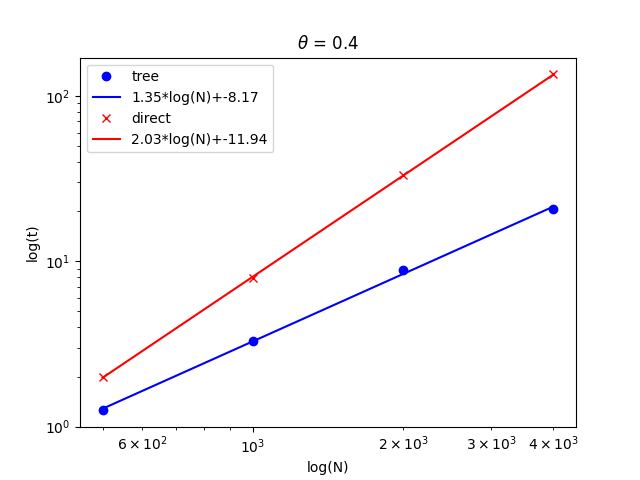 θ = 0.4
tree
1.35*log(N)+-8.17
direct
2.03*log(N)+-11.94
log(t)
10²
10¹
10⁰
6 × 10²
10³
2 × 10³
3 × 10³
4 × 10³
log(N)